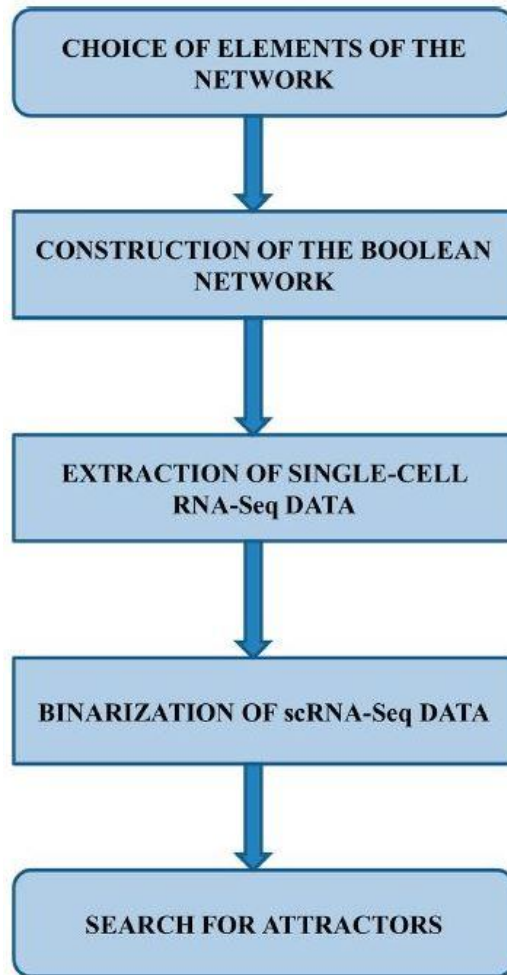 CHOICE OF ELEMENTS OF THE
NETWORK
CONSTRUCTION OF THE BOOLEAN
NETWORK
EXTRACTION OF SINGLE-CELL
RNA-Seq DATA
BINARIZATION OF scRNA-Seq DATA
SEARCH FOR ATTRACTORS